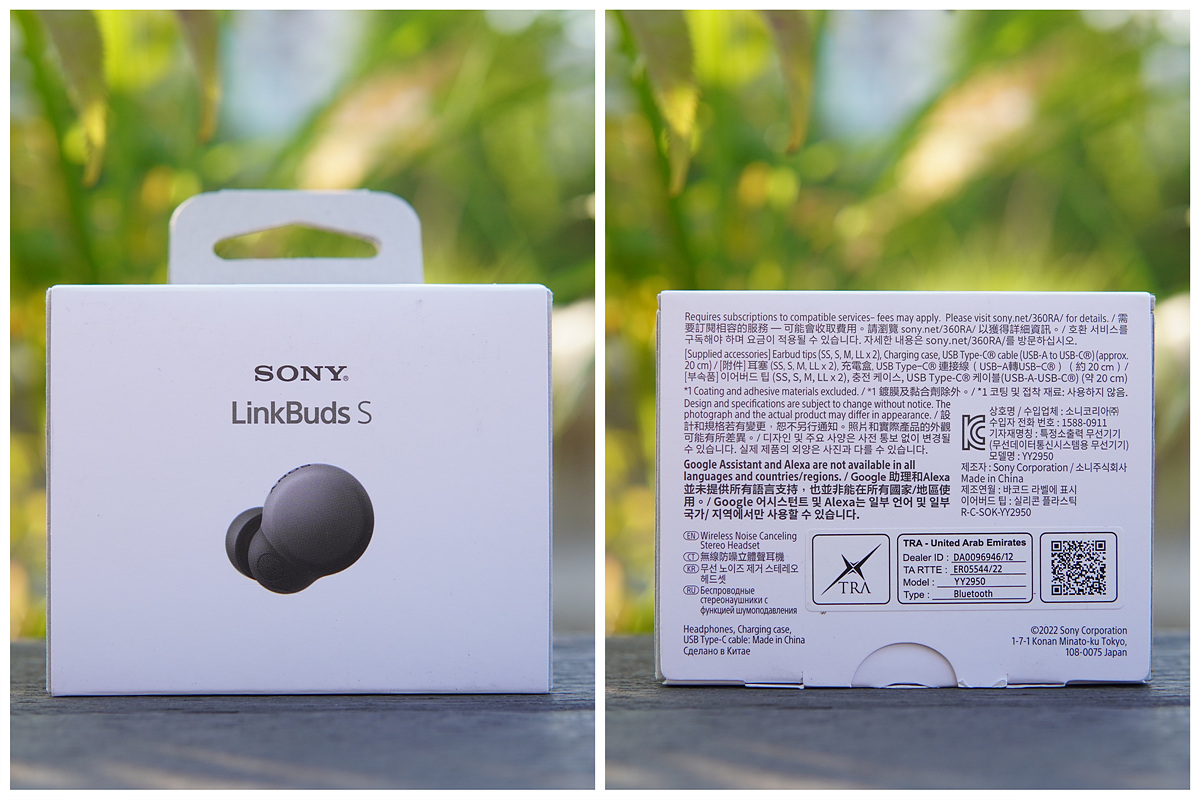 SONY®
LinkBuds S
Requires subscriptions to compatible services– fees may apply. Please visit sony.net/360RA/ for details. / 需
要訂閱相容的服務 — 可能會收取費用。請瀏覽 sony.net/360RA/ 以獲得詳細資訊。/ 호환 서비스를
구독해야 하며 요금이 적용될 수 있습니다. 자세한 내용은 sony.net/360RA/를 방문하십시오.
[Supplied accessories] Earbud tips (SS, S, M, LL x 2), Charging case, USB Type-C® cable (USB-A to USB-C®) (approx.
20 cm) / [附件] 耳塞 (SS, S, M, LL x 2), 充電盒, USB Type-C® 連接線（USB-A轉USB-C®）（約 20 cm）/
[부속품] 이어버드 팁 (SS, S, M, LL x 2), 충전 케이스, USB Type-C® 케이블(USB-A-USB-C®) (약 20 cm)
*1 Coating and adhesive materials excluded. / *1 鍍膜及黏合劑除外。/ *1 코팅 및 접착 재료: 사용하지 않음.
Design and specifications are subject to change without notice. The
photograph and the actual product may differ in appearance. / 設
計和規格若有變更，恕不另行通知。照片和實際產品的外觀
可能有所差異。/ 디자인 및 주요 사양은 사전 통보 없이 변경될
수 있습니다. 실제 제품의 외양은 사진과 다를 수 있습니다.
Google Assistant and Alexa are not available in all
languages and countries/regions. / Google 助理和Alexa
並未提供所有語言支持，也並非能在所有國家/地區使
用。/ Google 어시스턴트 및 Alexa는 일부 언어 및 일부
국가/ 지역에서만 사용할 수 있습니다.
상호명 / 수입업체 : 소니코리아㈜
수입자 전화 번호 : 1588-0911
기자재명칭 : 특정소출력 무선기기
(무선데이터통신시스템용 무선기기)
모델명 : YY2950
제조자 : Sony Corporation / 소니주식회사
Made in China
제조연월 : 바코드 라벨에 표시
이어버드 팁 : 실리콘 플라스틱
R-C-SOK-YY2950
EN Wireless Noise Canceling
Stereo Headset
CT 無線防噪立體聲耳機
KR 무선 노이즈 제거 스테레오
헤드셋
RU Беспроводные
стереонаушники с
функцией шумоподавления
TRA
TRA - United Arab Emirates
Dealer ID : DA0096946/12
TA RTTE : ER05544/22
Model : YY2950
Type : Bluetooth
Headphones, Charging case,
USB Type-C cable: Made in China
Сделано в Китае
©2022 Sony Corporation
1-7-1 Konan Minato-ku Tokyo,
108-0075 Japan